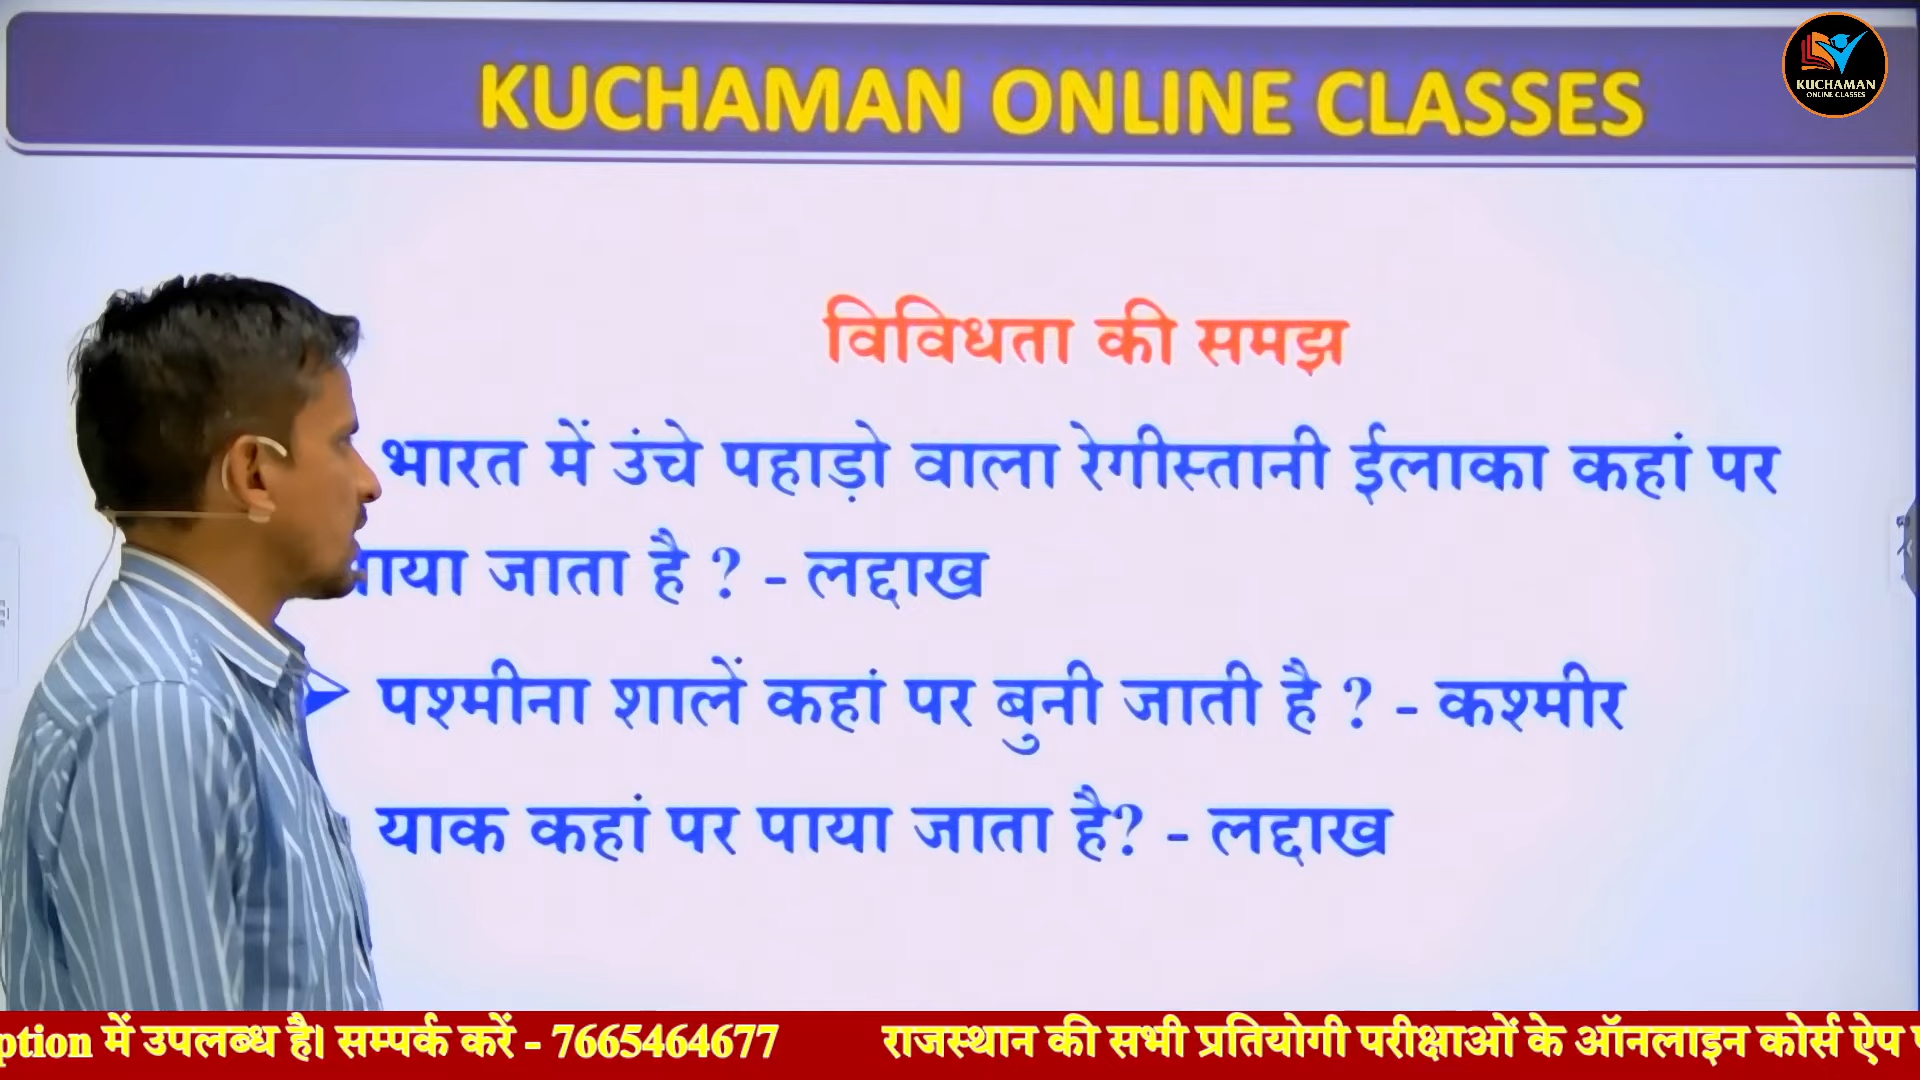 KUCHAMAN ONLINE CLASSES
KUCHAMAN
ONLINE CLASSES
विविधता की समझ
भारत में उंचे पहाड़ो वाला रेगीस्तानी ईलाका कहां पर
जाता है ? - लद्दाख
पश्मीना शालें कहां पर बुनी जाती है ? - कश्मीर
याक कहां पर पाया जाता है? - लद्दाख
में उपलब्ध है। सम्पर्क करें - 7665464677 राजस्थान की सभी प्रतियोगी परीक्षाओं के ऑनलाइन कोर्स ऐप